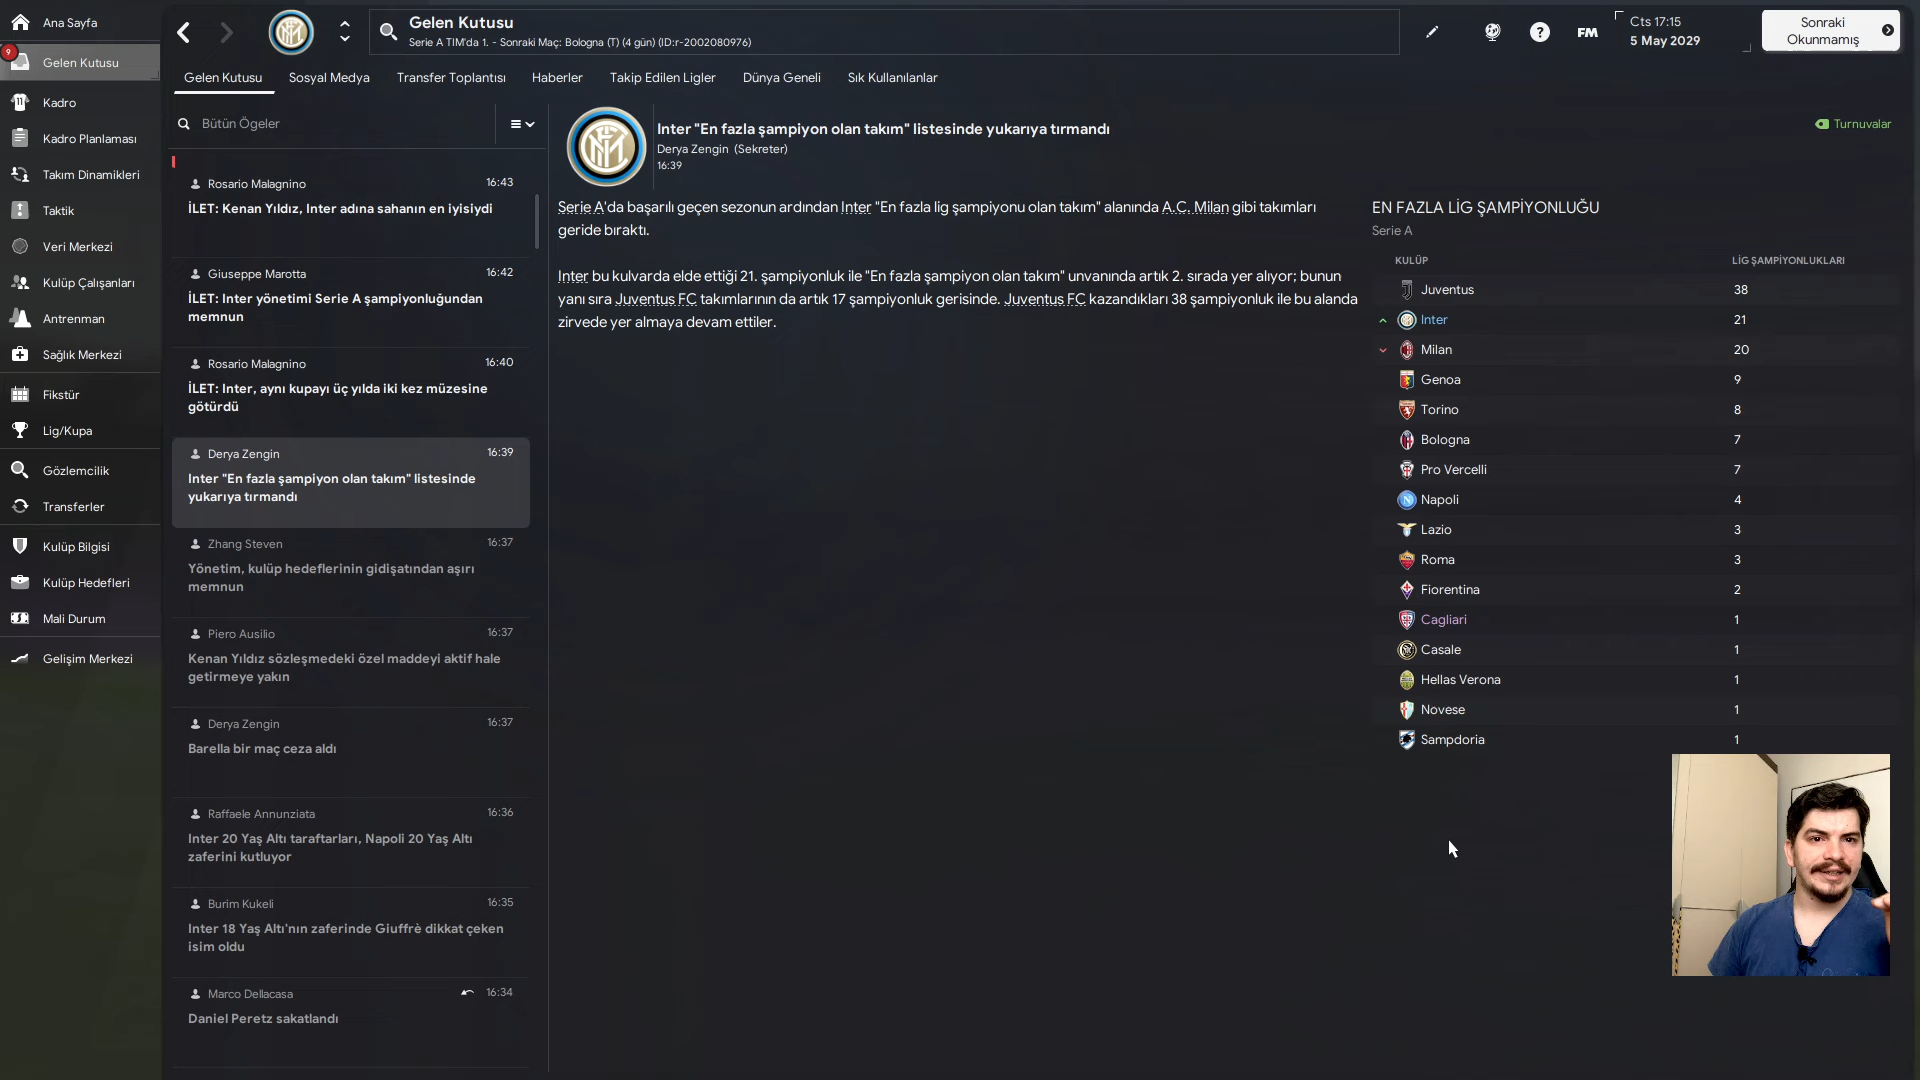 Ana Sayfa
9
Gelen Kutusu
Kadro
Kadro Planlaması
Takım Dinamikleri
Taktik
Veri Merkezi
Kulüp Çalışanları
Antrenman
Sağlık Merkezi
Fikstür
Lig/Kupa
Gözlemcilik
Transferler
Kulüp Bilgisi
Kulüp Hedefleri
Mali Durum
Gelişim Merkezi
Gelen Kutusu
Serie A TIM'da 1. - Sonraki Maç: Bologna (T) (4 gün) (ID:r-2002080976)
FM
Cts 17:15
5 May 2029
Sonraki
Okunmamış
Gelen Kutusu
Sosyal Medya
Transfer Toplantısı
Haberler
Takip Edilen Ligler
Dünya Geneli
Sık Kullanılanlar
Bütün Ögeler
Rosario Malagnino 16:43
İLET: Kenan Yıldız, Inter adına sahanın en iyisiydi
Giuseppe Marotta 16:42
İLET: Inter yönetimi Serie A şampiyonluğundan
memnun
Rosario Malagnino 16:40
İLET: Inter, aynı kupayı üç yılda iki kez müzesine
götürdü
Derya Zengin 16:39
Inter "En fazla şampiyon olan takım" listesinde
yukarıya tırmandı
Zhang Steven 16:37
Yönetim, kulüp hedeflerinin gidişatından aşırı
memnun
Piero Ausilio 16:37
Kenan Yıldız sözleşmedeki özel maddeyi aktif hale
getirmeye yakın
Derya Zengin 16:37
Barella bir maç ceza aldı
Raffaele Annunziata 16:36
Inter 20 Yaş Altı taraftarları, Napoli 20 Yaş Altı
zaferini kutluyor
Burim Kukeli 16:35
Inter 18 Yaş Altı'nın zaferinde Giuffrè dikkat çeken
isim oldu
Marco Dellacasa 16:34
Daniel Peretz sakatlandı
Inter "En fazla şampiyon olan takım" listesinde yukarıya tırmandı
Derya Zengin (Sekreter)
16:39
Turnuvalar
Serie A'da başarılı geçen sezonun ardından Inter "En fazla lig şampiyonu olan takım" alanında A.C. Milan gibi takımları
geride bıraktı.
Inter bu kulvarda elde ettiği 21. şampiyonluk ile "En fazla şampiyon olan takım" unvanında artık 2. sırada yer alıyor; bunun
yanı sıra Juventus FC takımlarının da artık 17 şampiyonluk gerisinde. Juventus FC kazandıkları 38 şampiyonluk ile bu alanda
zirvede yer almaya devam ettiler.
EN FAZLA LİG ŞAMPİYONLUĞU
Serie A
KULÜP LİG ŞAMPİYONLUKLARI
Juventus 38
Inter 21
Milan 20
Genoa 9
Torino 8
Bologna 7
Pro Vercelli 7
Napoli 4
Lazio 3
Roma 3
Fiorentina 2
Cagliari 1
Casale 1
Hellas Verona 1
Novese 1
Sampdoria 1